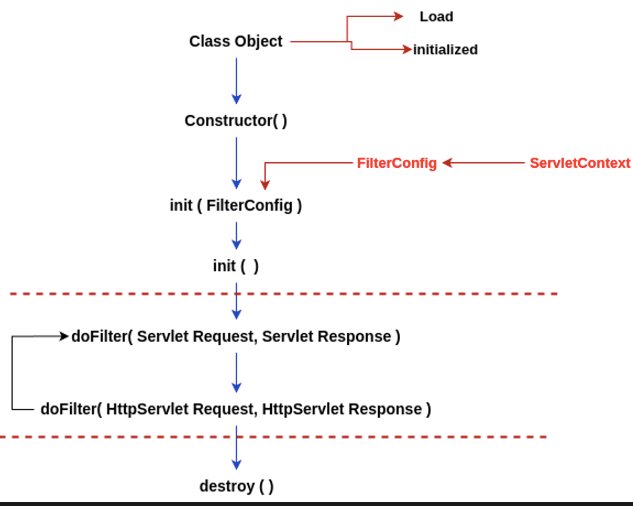 Load
Class Object
initialized
Constructor( )
FilterConfig
ServletContext
init ( FilterConfig )
init (  )
doFilter( Servlet Request, Servlet Response )
doFilter( HttpServlet Request, HttpServlet Response )
destroy ( )